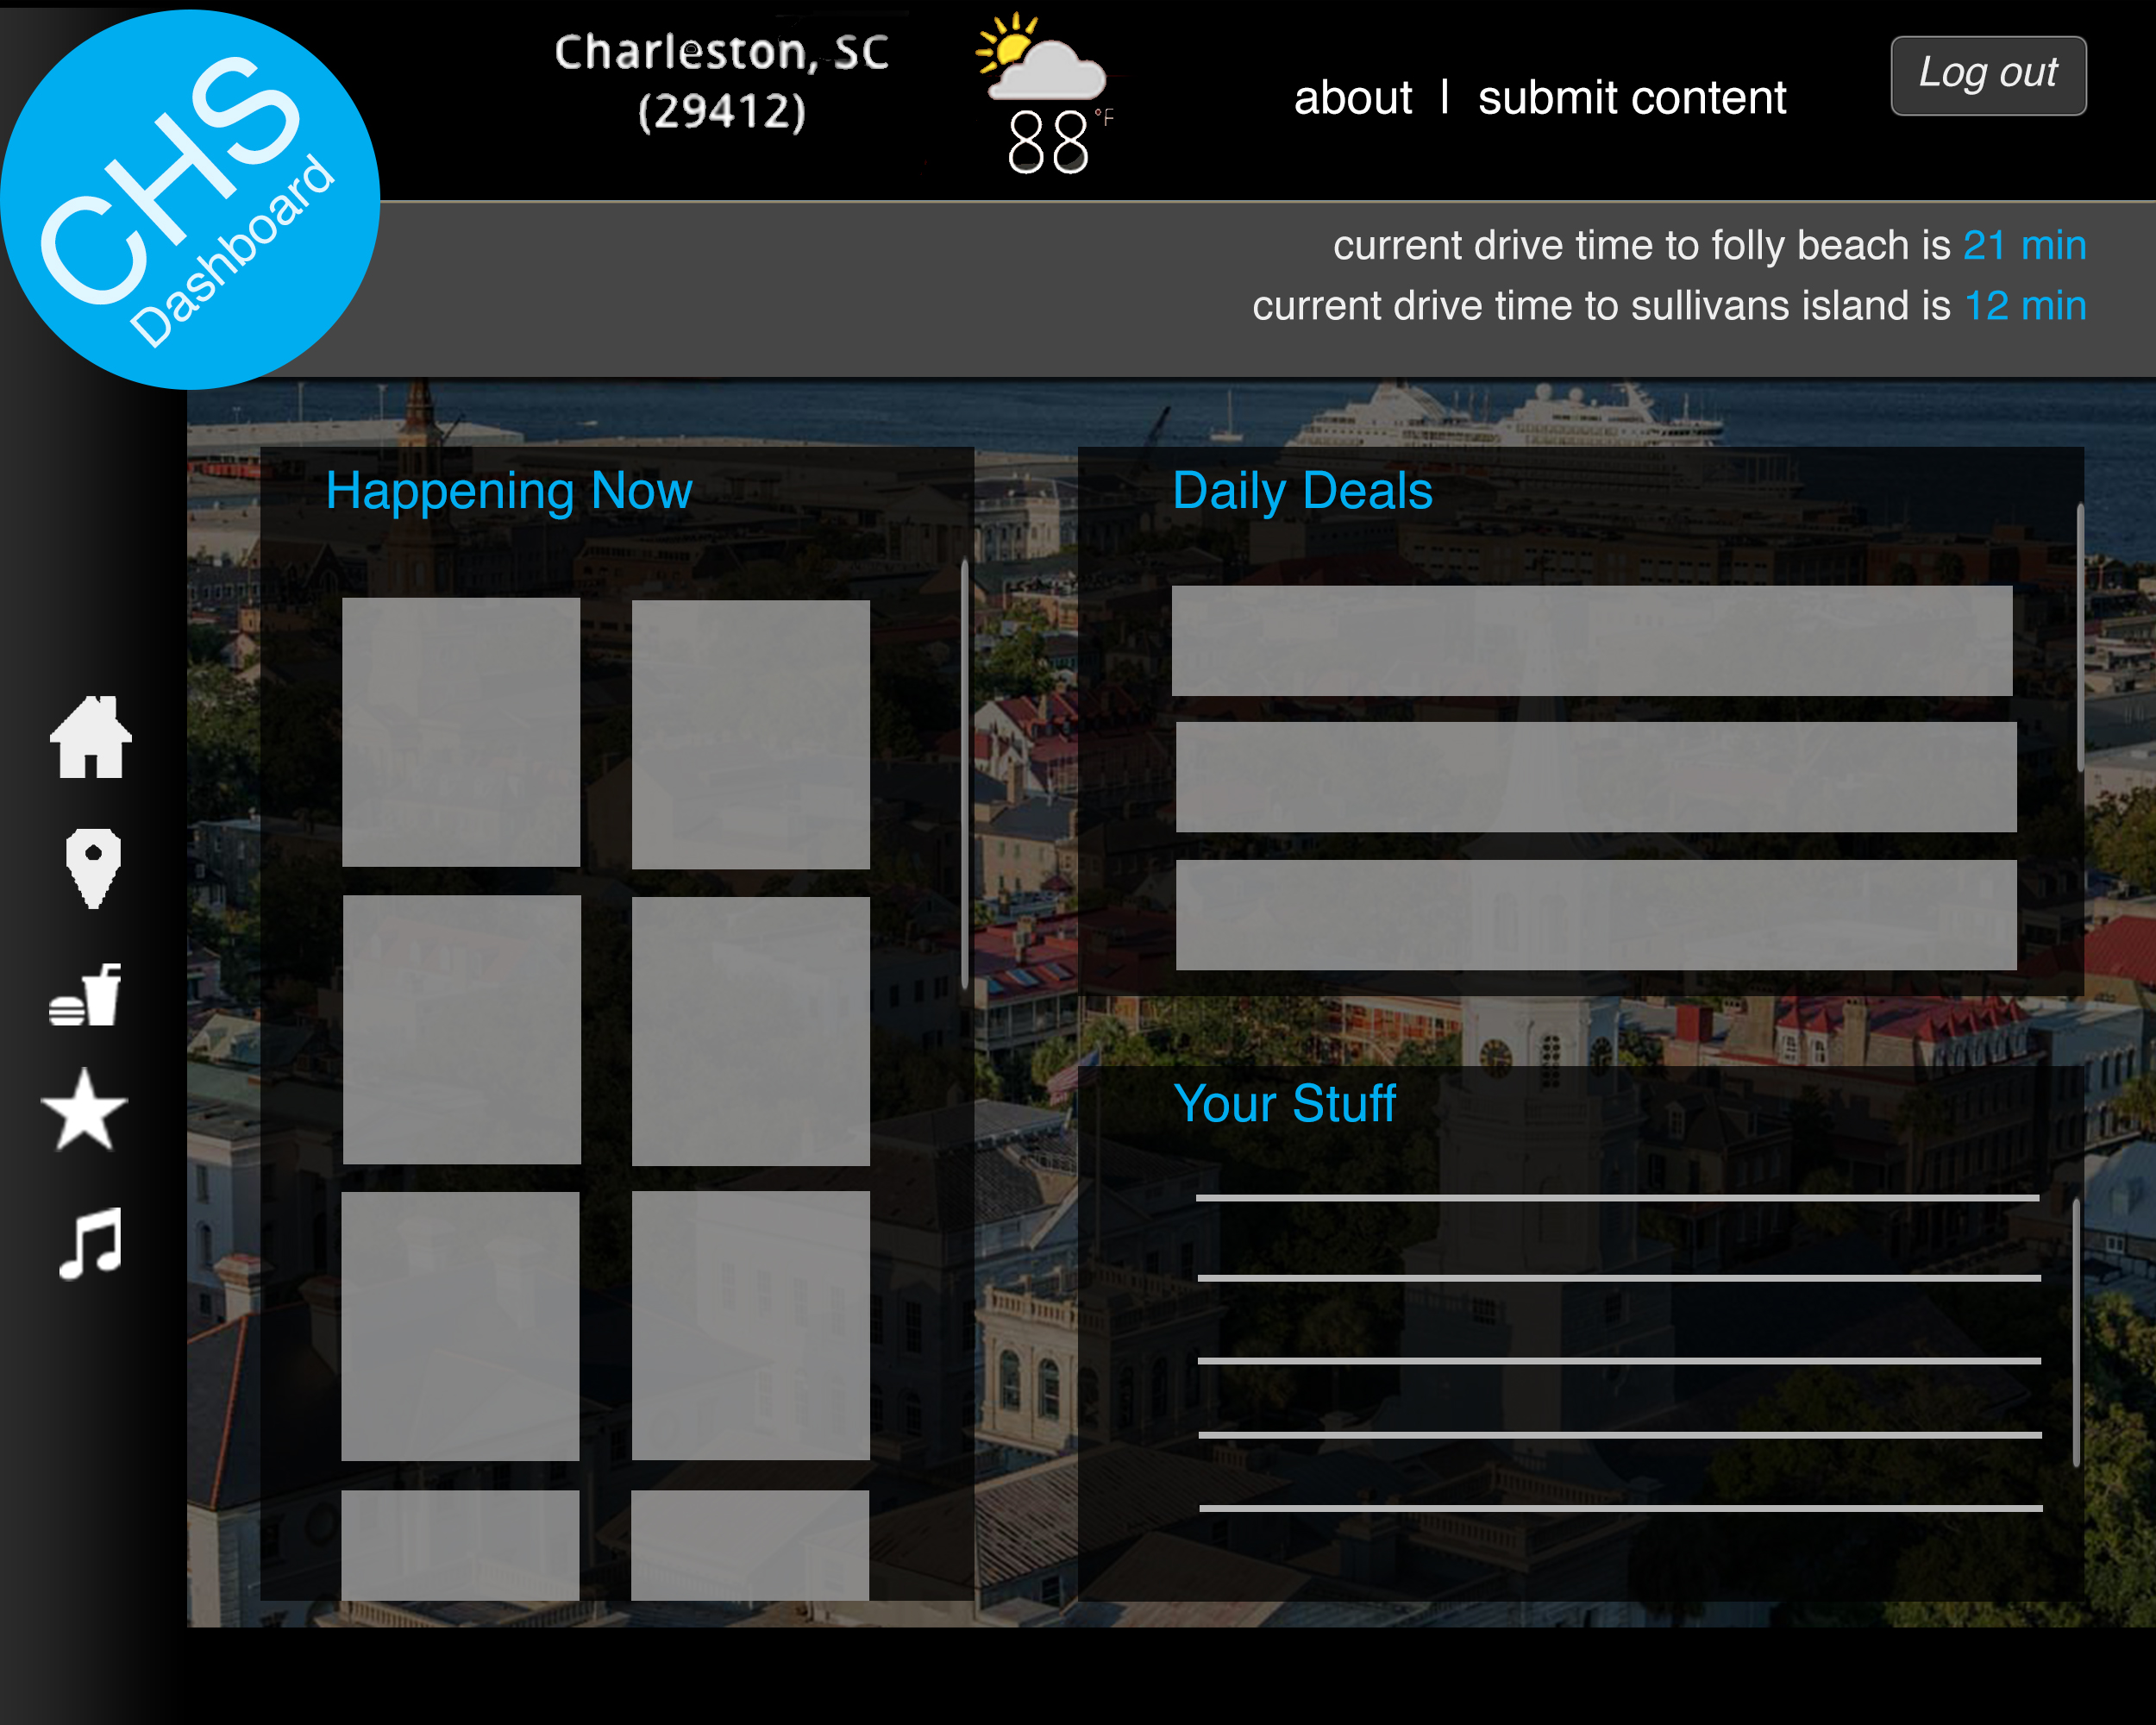 CHS
Dashboard
Charleston, SC
(29412)
88 °F
about | submit content
Log out
current drive time to folly beach is 21 min
current drive time to sullivans island is 12 min
Happening Now
Daily Deals
Your Stuff